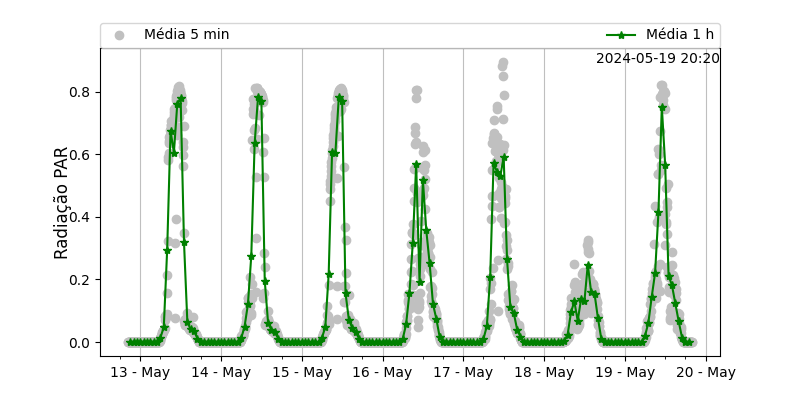 Média 5 min
Média 1 h
2024-05-19 20:20
Radiação PAR
0.8
0.6
0.4
0.2
0.0
13 - May
14 - May
15 - May
16 - May
17 - May
18 - May
19 - May
20 - May